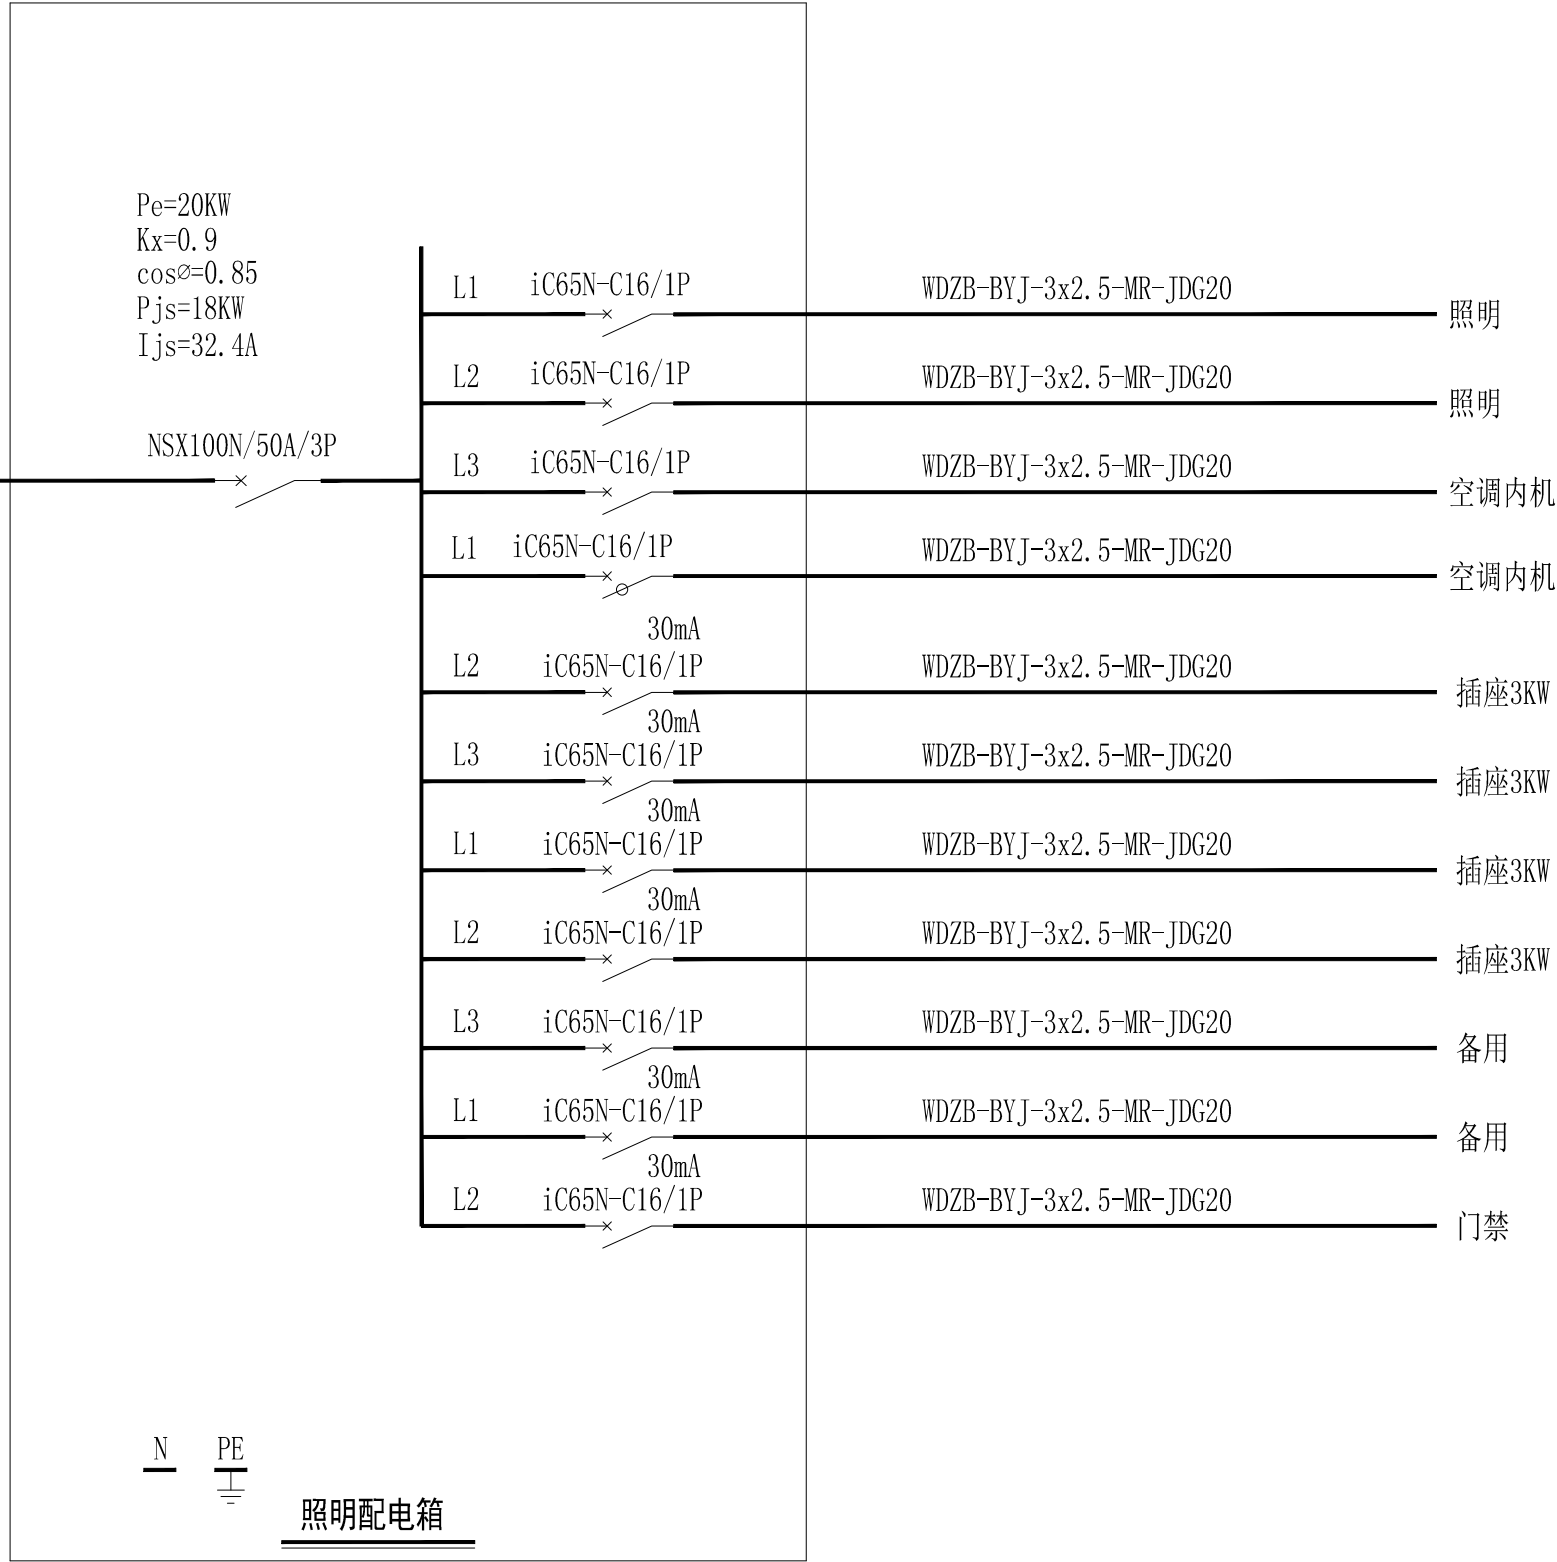 Pe=20KW
Kx=0.9
cosø=0.85
Pjs=18KW
Ijs=32.4A
NSX100N/50A/3P
L1 iC65N-C16/1P WDZB-BYJ-3x2.5-MR-JDG20 照明
L2 iC65N-C16/1P WDZB-BYJ-3x2.5-MR-JDG20 照明
L3 iC65N-C16/1P WDZB-BYJ-3x2.5-MR-JDG20 空调内机
L1 iC65N-C16/1P WDZB-BYJ-3x2.5-MR-JDG20 空调内机
30mA
L2 iC65N-C16/1P WDZB-BYJ-3x2.5-MR-JDG20 插座3KW
30mA
L3 iC65N-C16/1P WDZB-BYJ-3x2.5-MR-JDG20 插座3KW
30mA
L1 iC65N-C16/1P WDZB-BYJ-3x2.5-MR-JDG20 插座3KW
30mA
L2 iC65N-C16/1P WDZB-BYJ-3x2.5-MR-JDG20 插座3KW
L3 iC65N-C16/1P WDZB-BYJ-3x2.5-MR-JDG20 备用
30mA
L1 iC65N-C16/1P WDZB-BYJ-3x2.5-MR-JDG20 备用
30mA
L2 iC65N-C16/1P WDZB-BYJ-3x2.5-MR-JDG20 门禁
N PE
照明配电箱